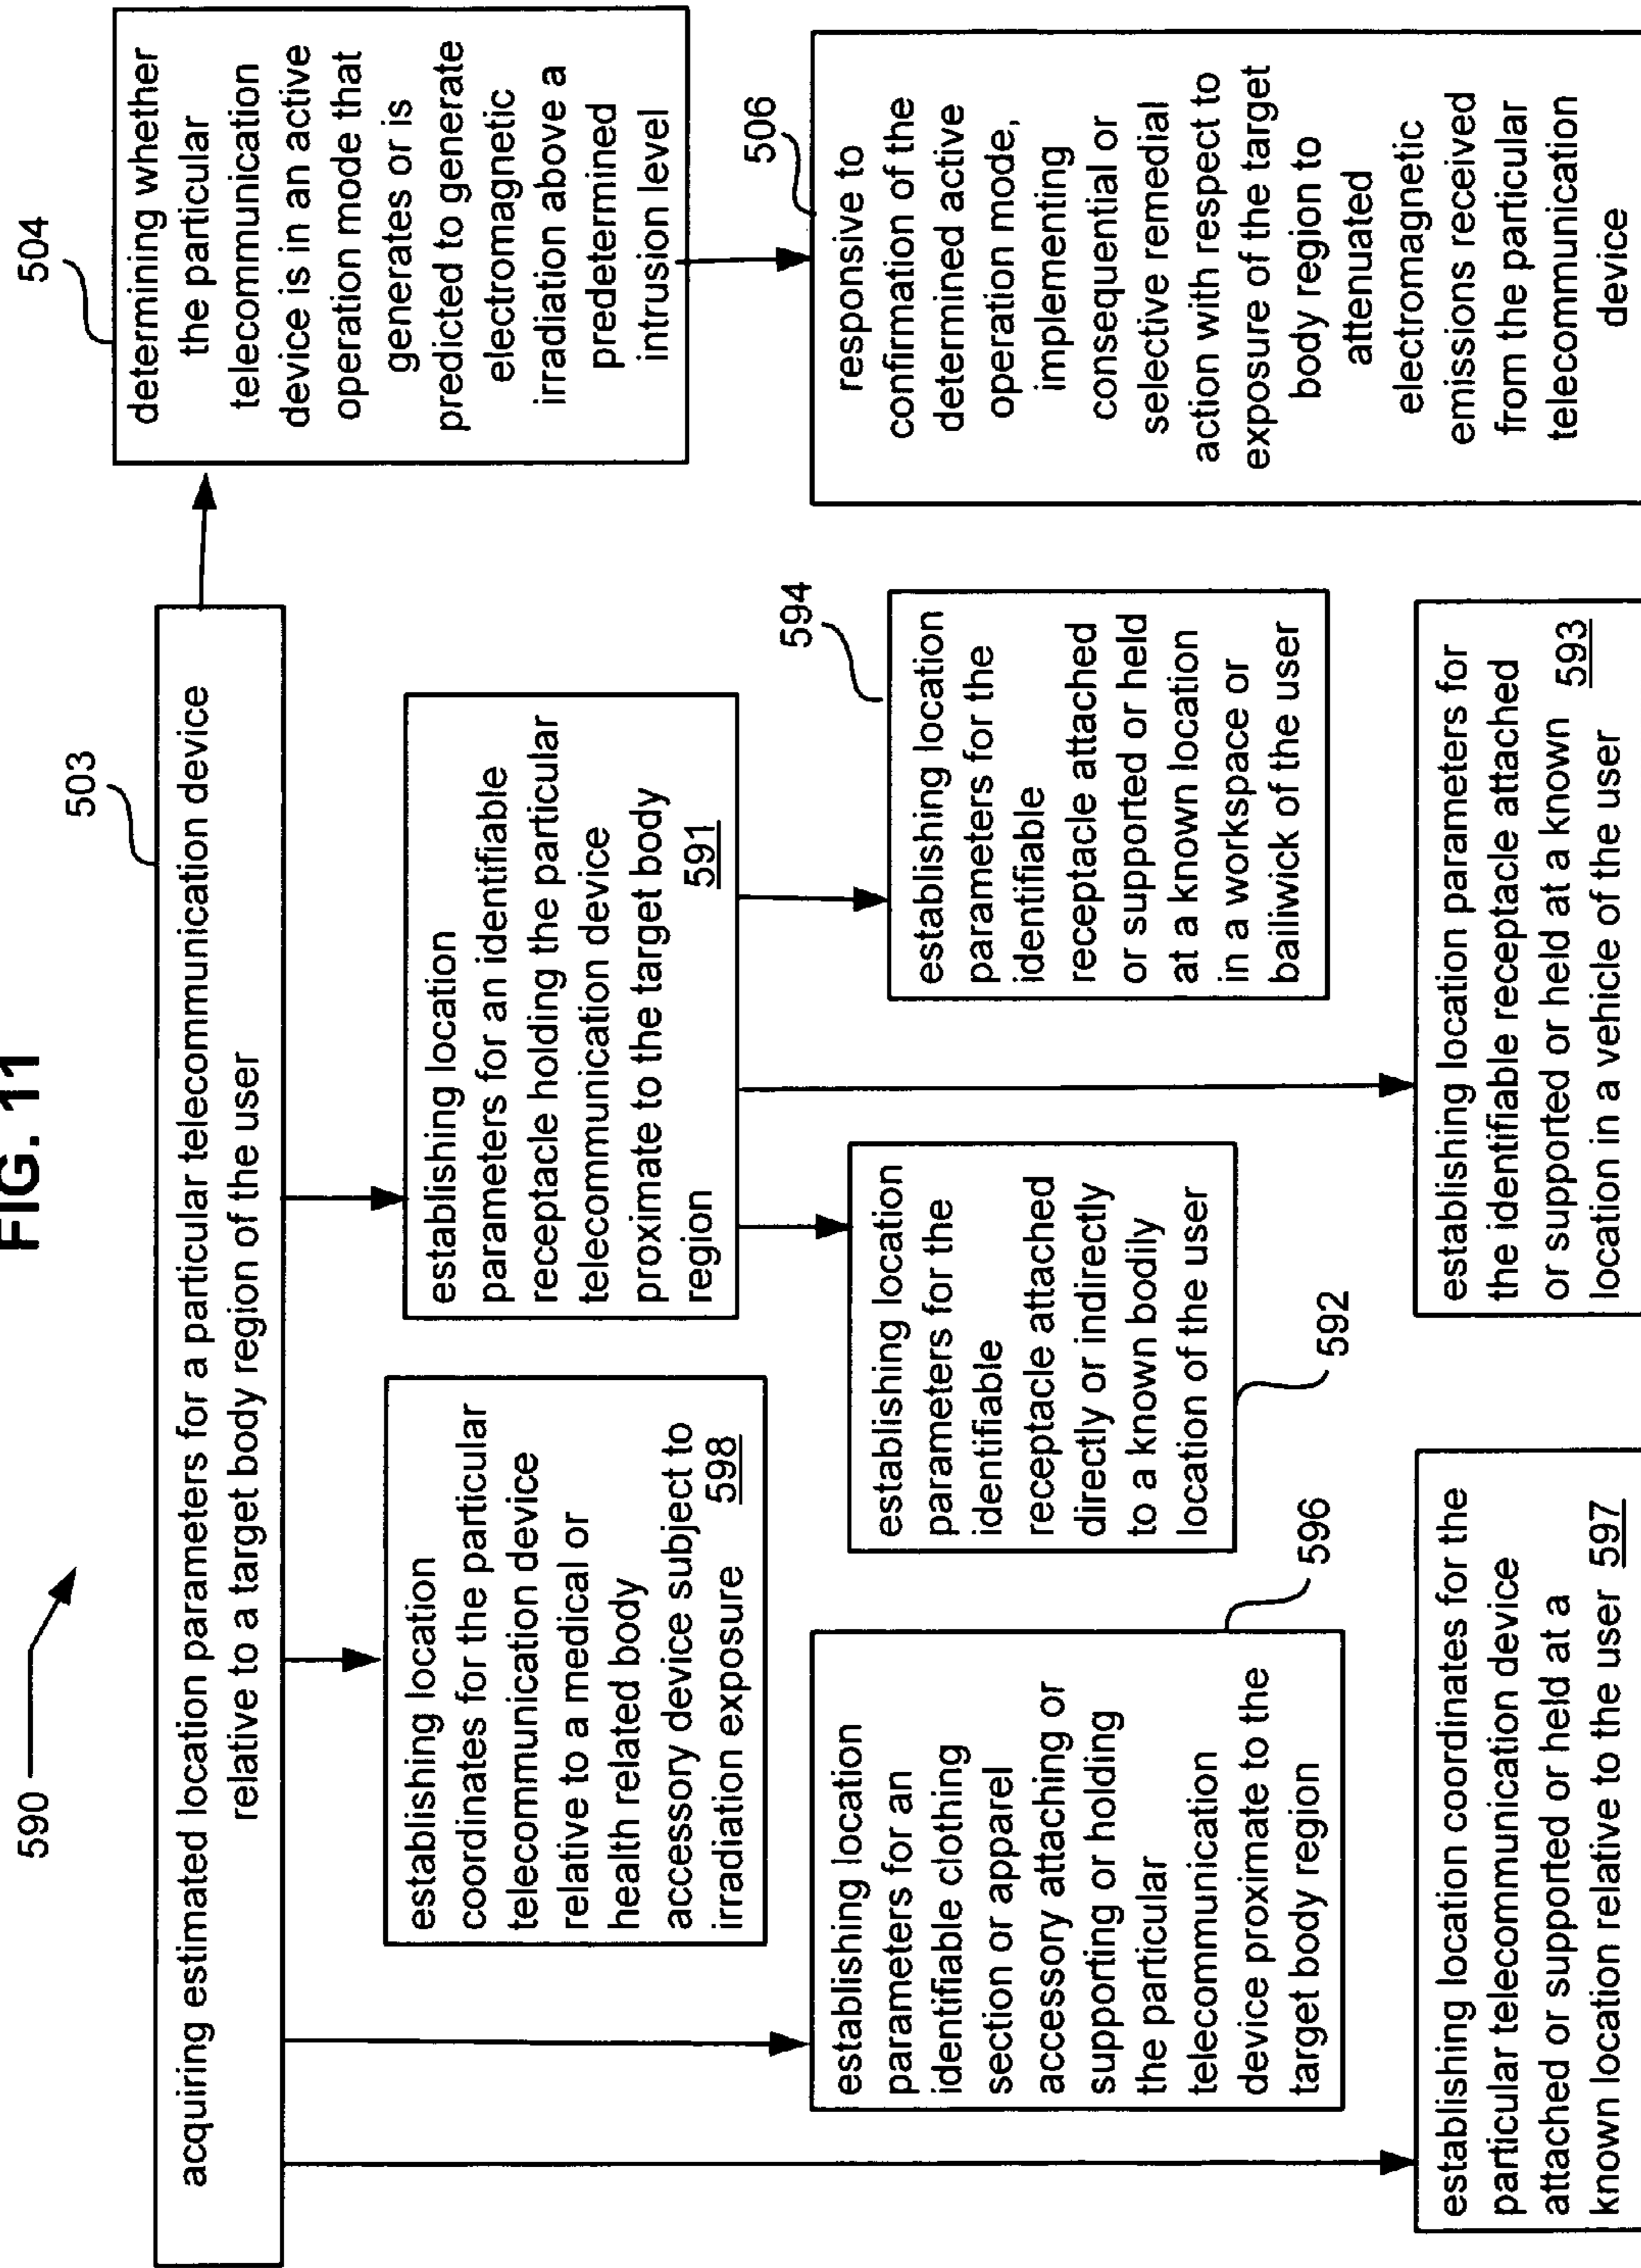 FIG. 11
590
503
acquiring estimated location parameters for a particular telecommunication device
relative to a target body region of the user
504
determining whether
the particular
telecommunication
device is in an active
operation mode that
generates or is
predicted to generate
electromagnetic
irradiation above a
predetermined
intrusion level
506
responsive to
confirmation of the
determined active
operation mode,
implementing
consequential or
selective remedial
action with respect to
exposure of the target
body region to
attenuated
electromagnetic
emissions received
from the particular
telecommunication
device
establishing location
coordinates for the particular
telecommunication device
relative to a medical or
health related body
accessory device subject to
irradiation exposure 598
establishing location
parameters for an identifiable
receptacle holding the particular
telecommunication device
proximate to the target body
region 591
establishing location
parameters for an
identifiable clothing
section or apparel
accessory attaching or
supporting or holding
the particular
telecommunication
device proximate to the
target body region
596
establishing location
parameters for the
identifiable
receptacle attached
directly or indirectly
to a known bodily
location of the user
592
594
establishing location
parameters for the
identifiable
receptacle attached
or supported or held
at a known location
in a workspace or
bailiwick of the user
establishing location coordinates for the
particular telecommunication device
attached or supported or held at a
known location relative to the user 597
establishing location parameters for
the identifiable receptacle attached
or supported or held at a known 593
location in a vehicle of the user